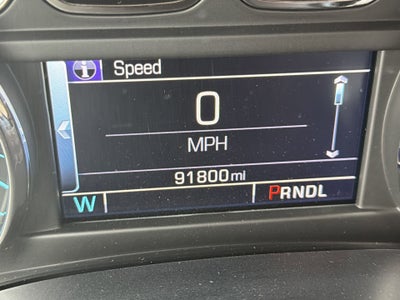 i Speed
0
MPH
91800mi
W PRNDL